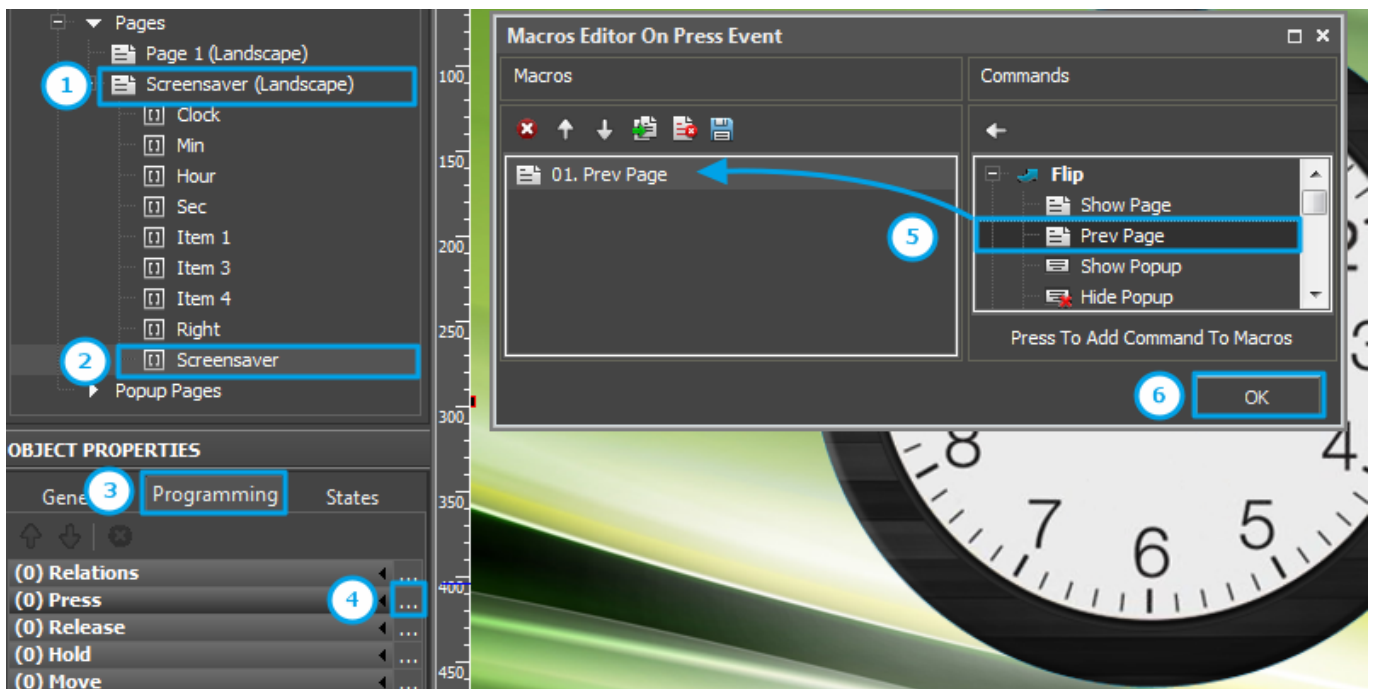 Pages
Page 1 (Landscape)
1
Screensaver (Landscape)
Clock
Min
Hour
Sec
Item 1
Item 3
Item 4
Right
2
Screensaver
Popup Pages
OBJECT PROPERTIES
Gene
3
Programming
States
(0) Relations
...
(0) Press
4
...
(0) Release
...
(0) Hold
...
(0) Move
...
100
150
200
250
300
350
400
450
Macros Editor On Press Event
Macros
Commands
01. Prev Page
5
Flip
Show Page
Prev Page
Show Popup
Hide Popup
Press To Add Command To Macros
6
OK
8
7
6
5
4